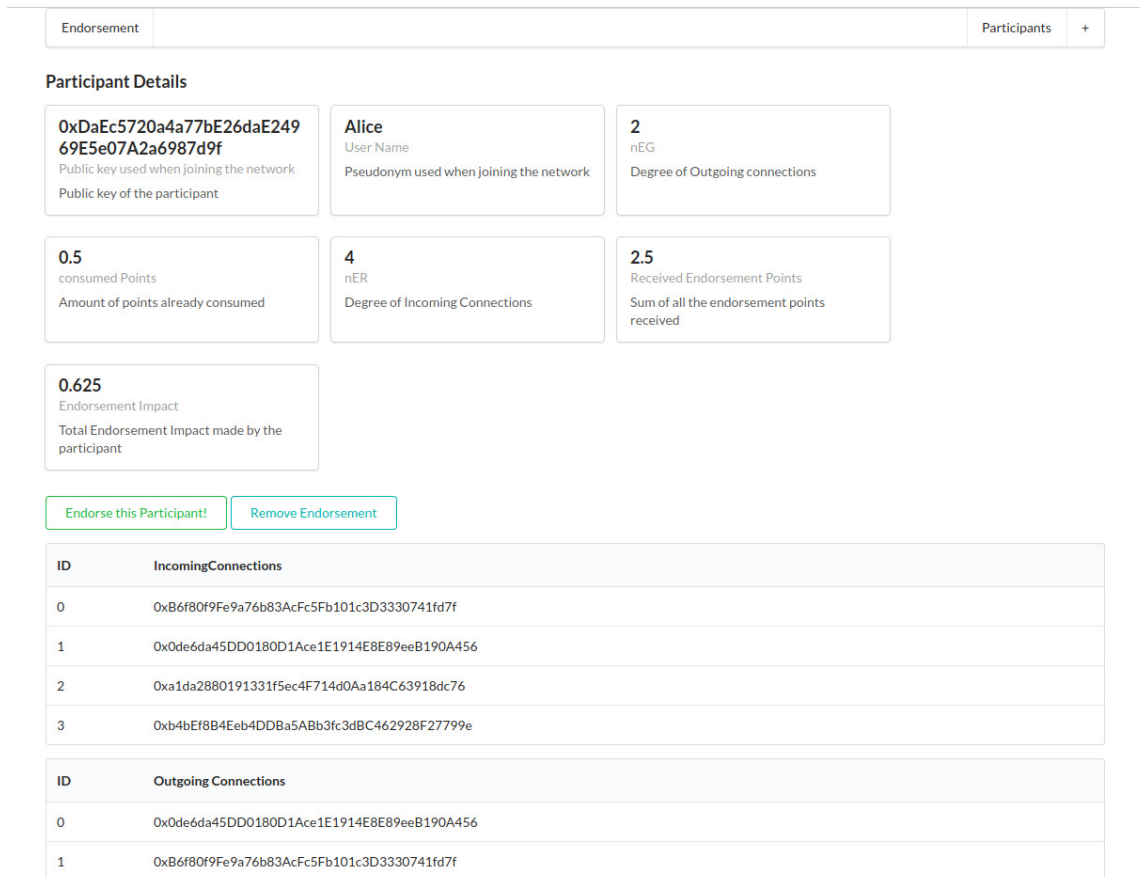 Endorsement Participants +
Participant Details
0xDaEc5720a4a77bE26daE249
69E5e07A2a6987d9f
Public key used when joining the network
Public key of the participant
Alice
User Name
Pseudonym used when joining the network
2
nEG
Degree of Outgoing connections
0.5
consumed Points
Amount of points already consumed
4
nER
Degree of Incoming Connections
2.5
Received Endorsement Points
Sum of all the endorsement points
received
0.625
Endorsement Impact
Total Endorsement Impact made by the
participant
Endorse this Participant! Remove Endorsement
ID IncomingConnections
0 0xB6f80f9Fe9a76b83AcFc5Fb101c3D3330741fd7f
1 0x0de6da45DD0180D1Ace1E1914E8E89eeB190A456
2 0xa1da2880191331f5ec4F714d0Aa184C63918dc76
3 0xb4bEf8B4Eeb4DDBa5ABb3fc3dBC462928F27799e
ID Outgoing Connections
0 0x0de6da45DD0180D1Ace1E1914E8E89eeB190A456
1 0xB6f80f9Fe9a76b83AcFc5Fb101c3D3330741fd7f